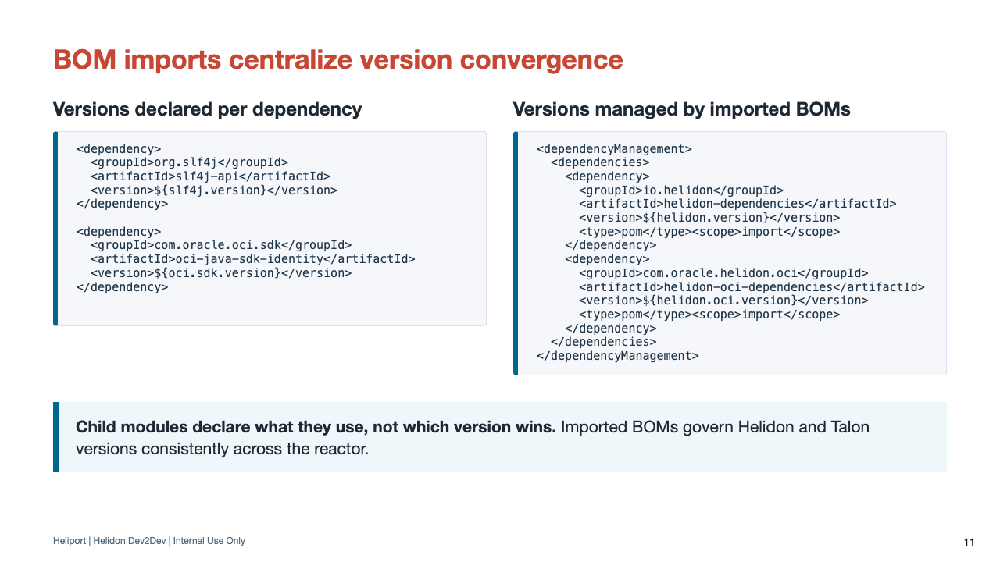 BOM imports centralize version convergence
Versions declared per dependency
<dependency>
  <groupId>org.slf4j</groupId>
  <artifactId>slf4j-api</artifactId>
  <version>${slf4j.version}</version>
</dependency>

<dependency>
  <groupId>com.oracle.oci.sdk</groupId>
  <artifactId>oci-java-sdk-identity</artifactId>
  <version>${oci.sdk.version}</version>
</dependency>
Versions managed by imported BOMs
<dependencyManagement>
  <dependencies>
    <dependency>
      <groupId>io.helidon</groupId>
      <artifactId>helidon-dependencies</artifactId>
      <version>${helidon.version}</version>
      <type>pom</type><scope>import</scope>
    </dependency>
    <dependency>
      <groupId>com.oracle.helidon.oci</groupId>
      <artifactId>helidon-oci-dependencies</artifactId>
      <version>${helidon.oci.version}</version>
      <type>pom</type><scope>import</scope>
    </dependency>
  </dependencies>
</dependencyManagement>
Child modules declare what they use, not which version wins. Imported BOMs govern Helidon and Talon
versions consistently across the reactor.
Heliport | Helidon Dev2Dev | Internal Use Only
11